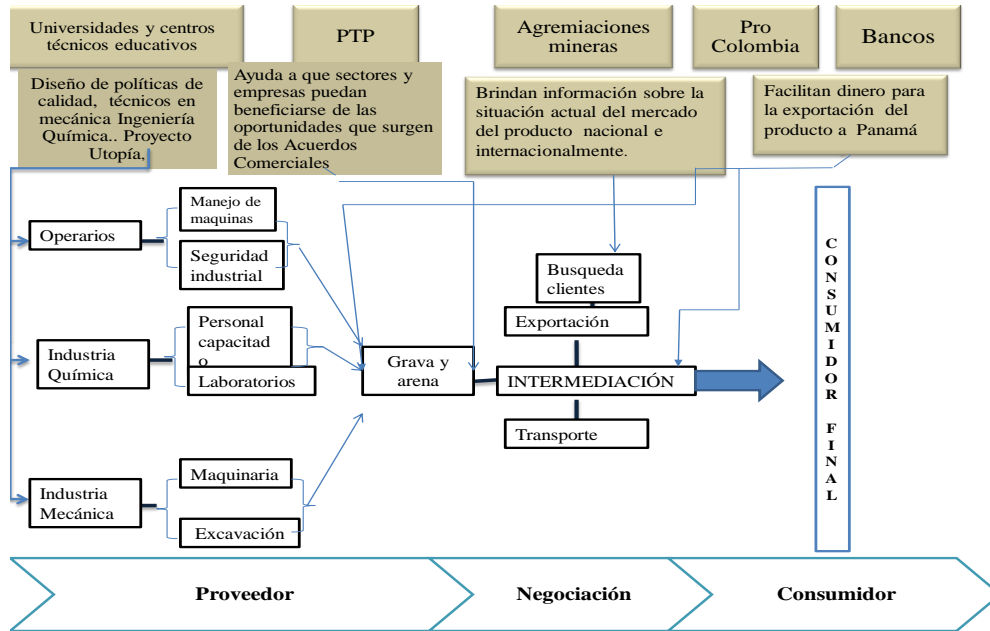 Universidades y centros
técnicos educativos
PTP
Agremiaciones
mineras
Pro
Colombia
Bancos
Diseño de políticas de
calidad, técnicos en
mecánica Ingeniería
Química.. Proyecto
Utopía,
Ayuda a que sectores y
empresas puedan
beneficiarse de las
oportunidades que surgen
de los Acuerdos
Comerciales
Brindan información sobre la
situación actual del mercado
del producto nacional e
internacionalmente.
Facilitan dinero para
la exportación del
producto a Panamá
Operarios
Manejo de
maquinas
Seguridad
industrial
Industria
Química
Personal
capacitad
o
Laboratorios
Industria
Mecánica
Maquinaria
Excavación
Grava y
arena
Busqueda
clientes
Exportación
INTERMEDIACIÓN
Transporte
CONSUMIDOR FINAL
Proveedor
Negociación
Consumidor